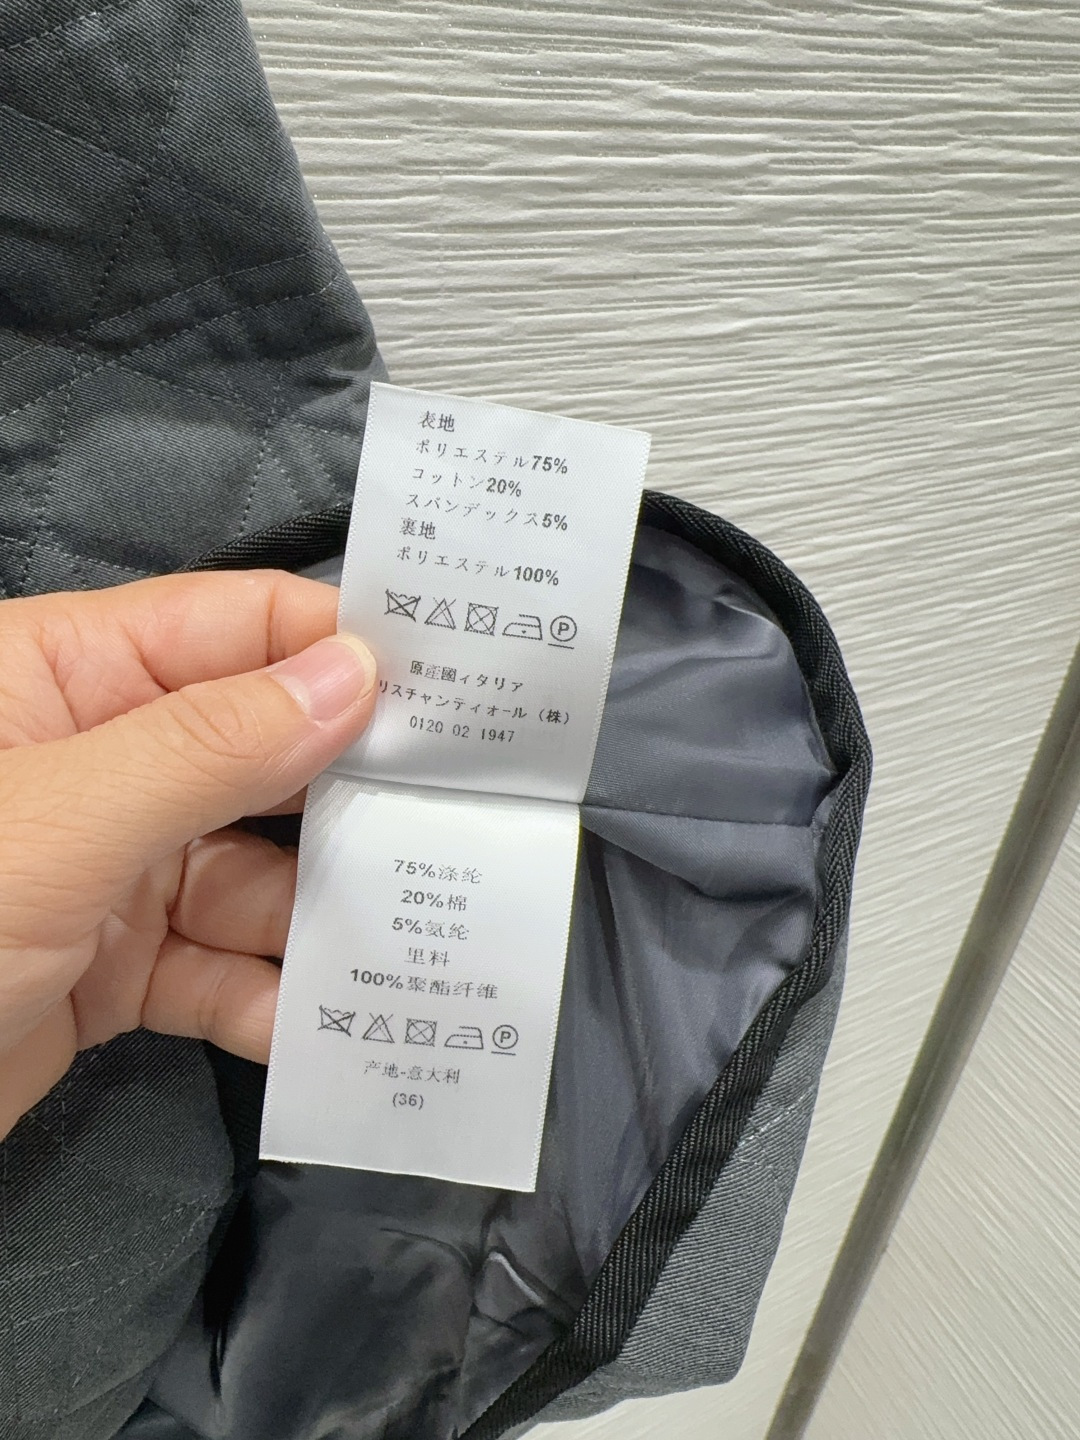 表地
ポリエステル75%
コットン20%
スパンデックス5%
裏地
ポリエステル100%
P
原産國ィタリア
リスチャンティオール（株）
0120 02 1947
75%涤纶
20%棉
5%氨纶
里料
100%聚酯纤维
P
产地-意大利
(36)